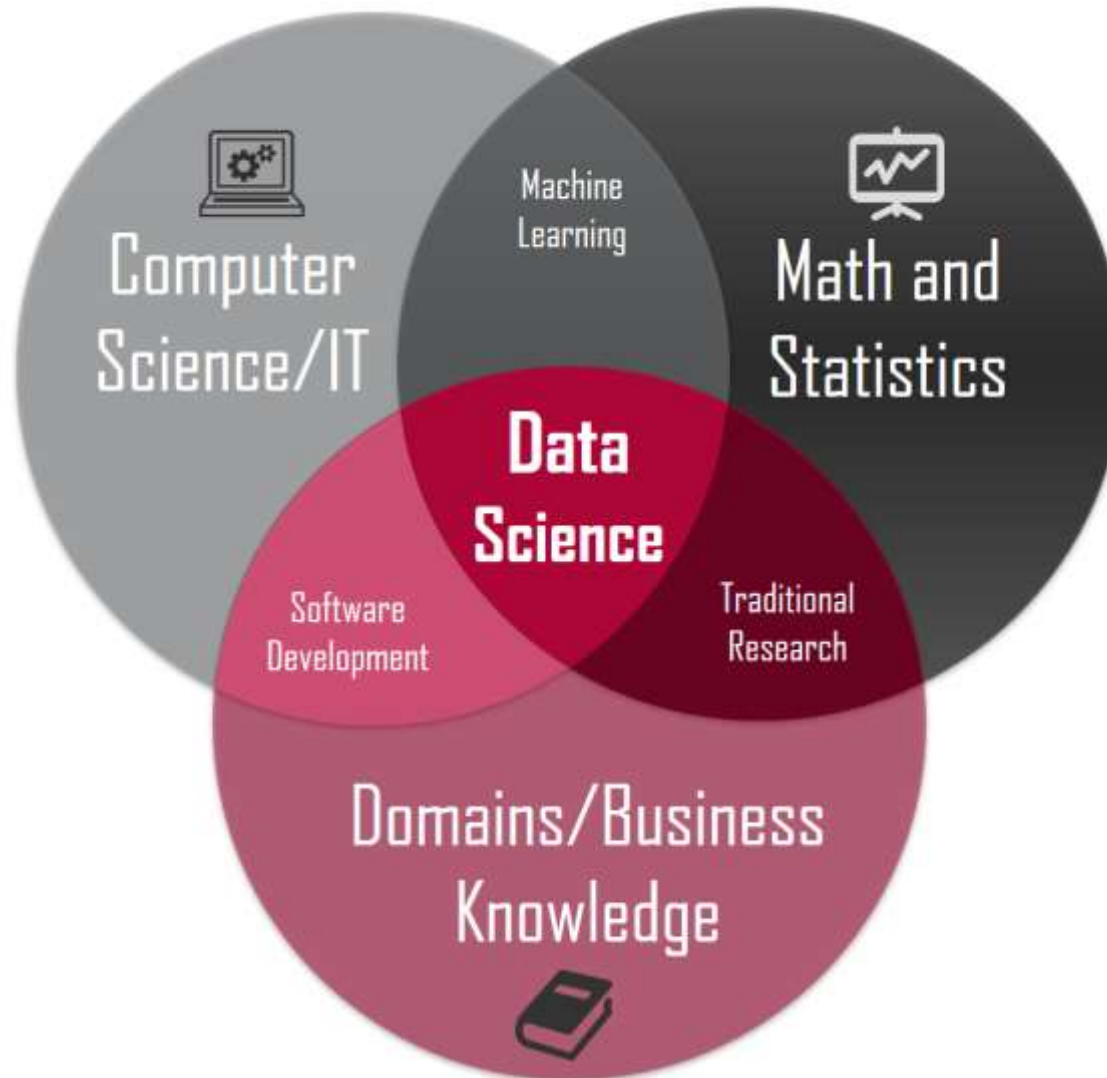 Machine
Learning
Computer
Science/IT
Math and
Statistics
Data
Science
Software
Development
Traditional
Research
Domains/Business
Knowledge